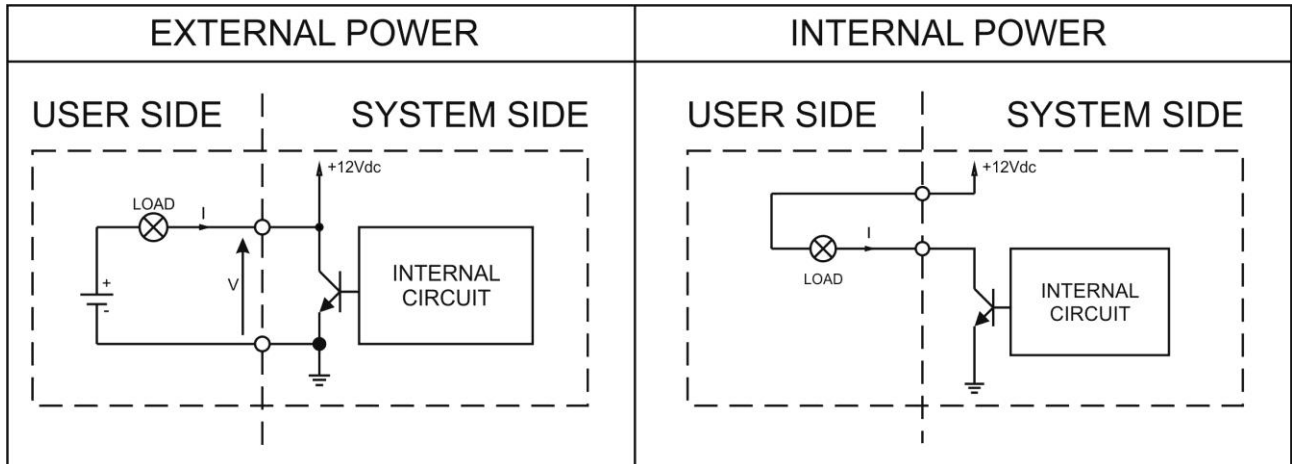 EXTERNAL POWER
USER SIDE
SYSTEM SIDE
+12Vdc
LOAD
I
+
-
V
INTERNAL
CIRCUIT
INTERNAL POWER
USER SIDE
SYSTEM SIDE
+12Vdc
I
LOAD
INTERNAL
CIRCUIT